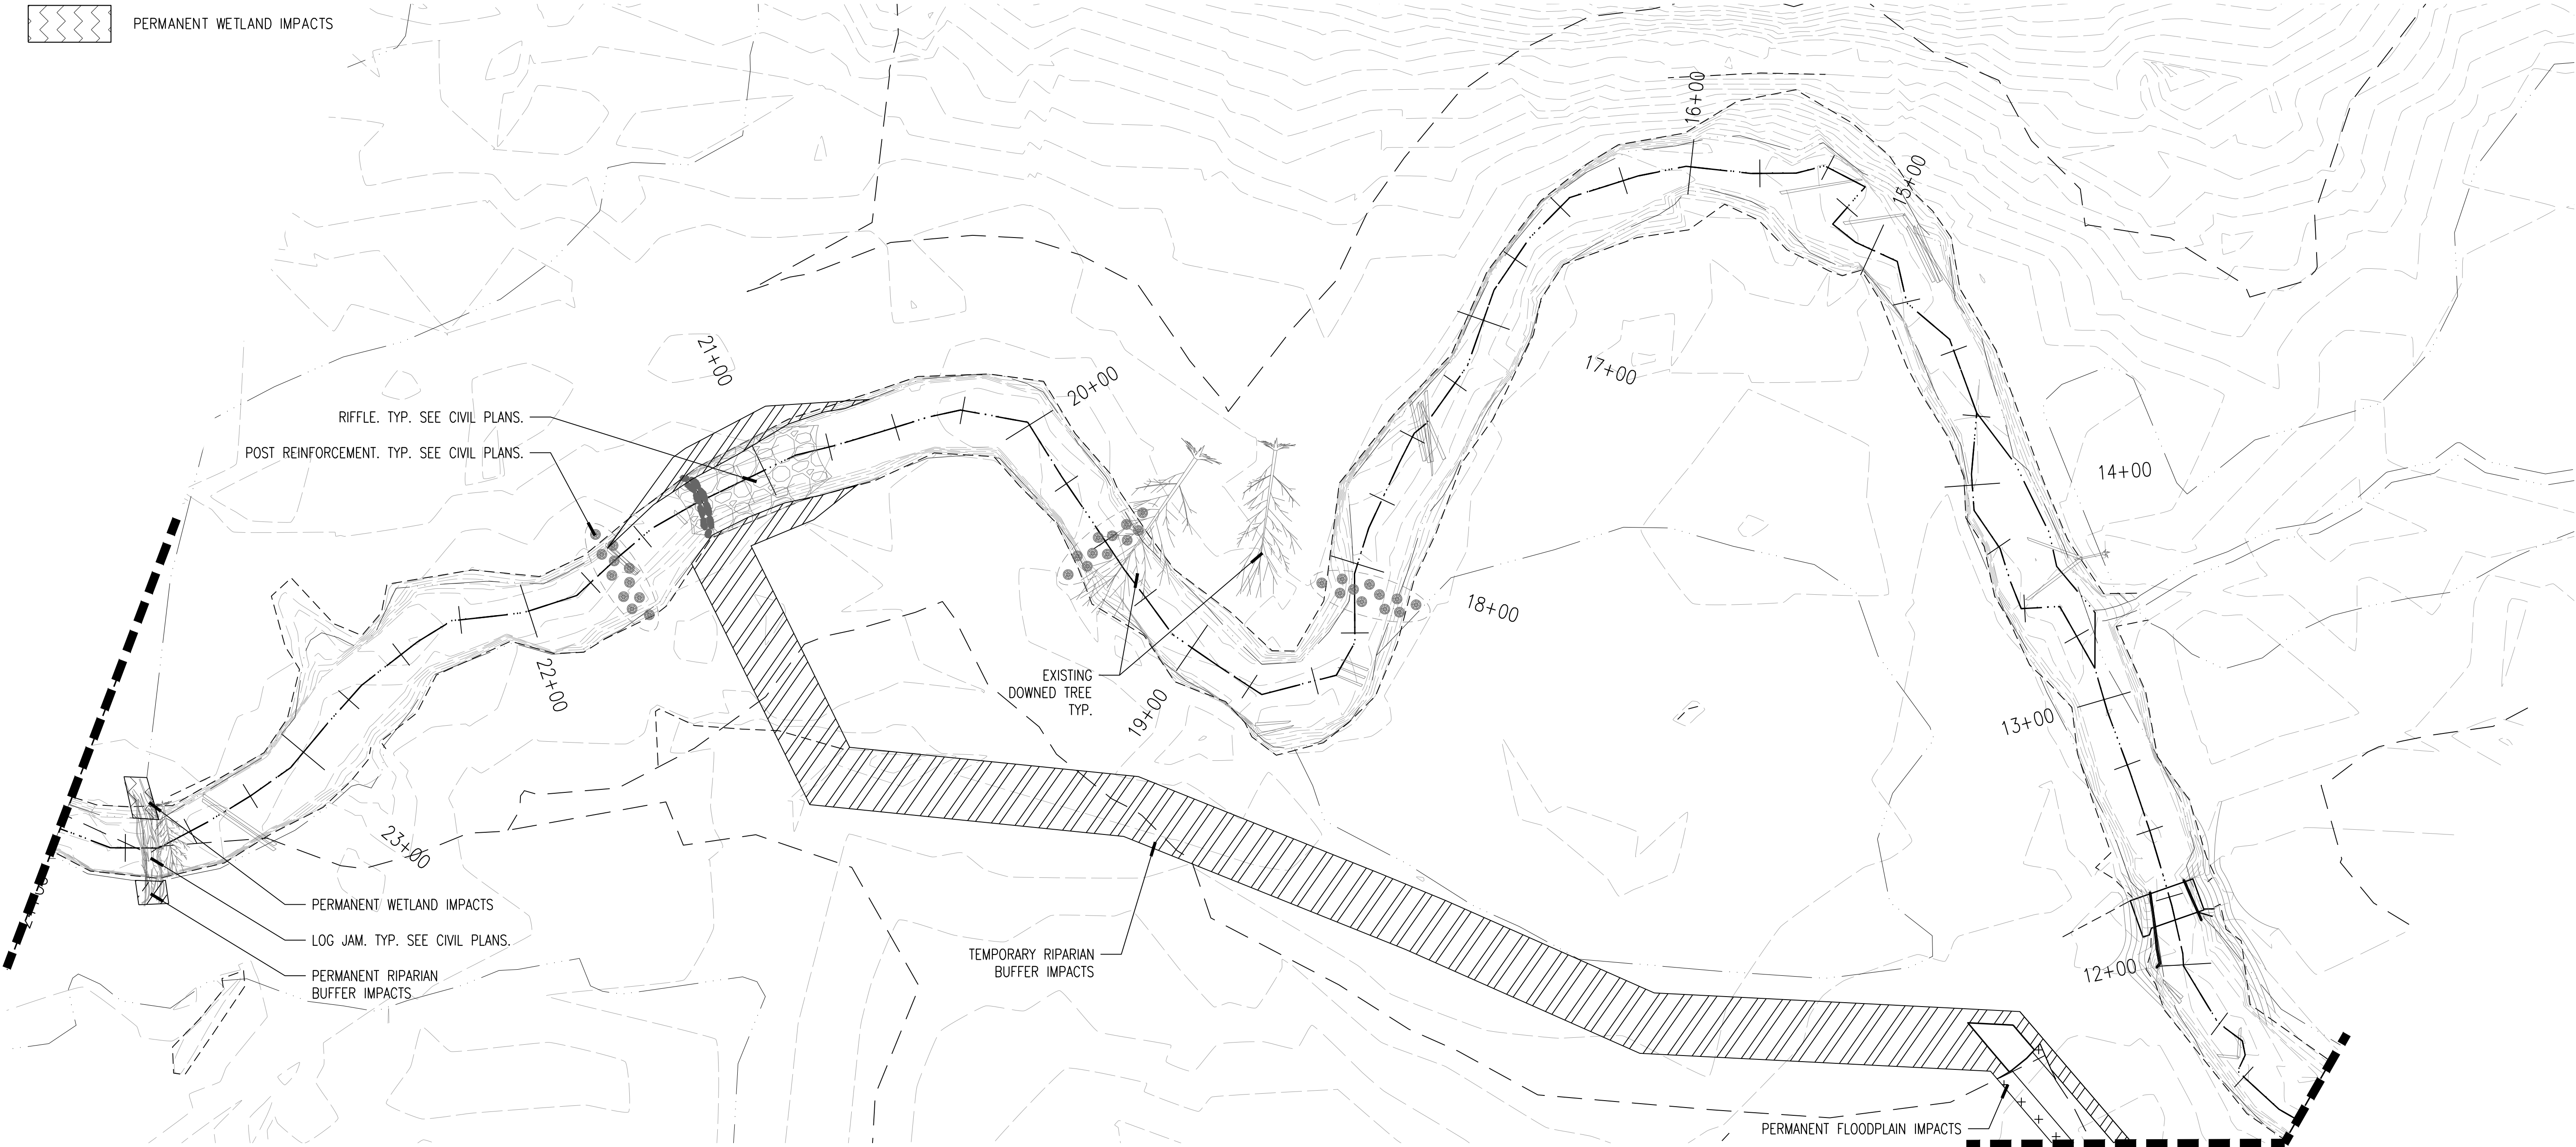 PERMANENT WETLAND IMPACTS
16+00
15+00
21+00
20+00
17+00
RIFFLE. TYP. SEE CIVIL PLANS.
POST REINFORCEMENT. TYP. SEE CIVIL PLANS.
14+00
18+00
22+00
EXISTING
DOWNED TREE
TYP.
19+00
13+00
23+00
PERMANENT WETLAND IMPACTS
LOG JAM. TYP. SEE CIVIL PLANS.
PERMANENT RIPARIAN
BUFFER IMPACTS
TEMPORARY RIPARIAN
BUFFER IMPACTS
12+00
PERMANENT FLOODPLAIN IMPACTS